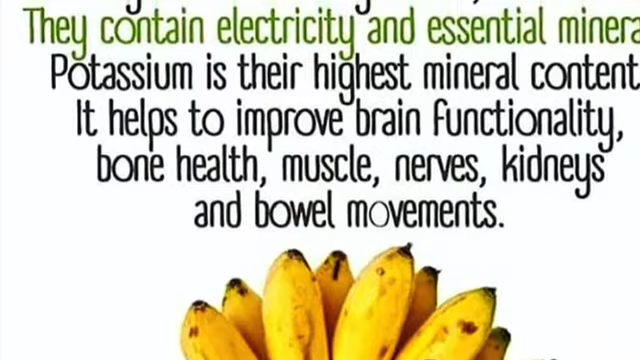 They contain electricity and essential
Potassium is their highest mineral content
It helps to improve brain functionality,
bone health, muscle, nerves, kidneys
and bowel movements.